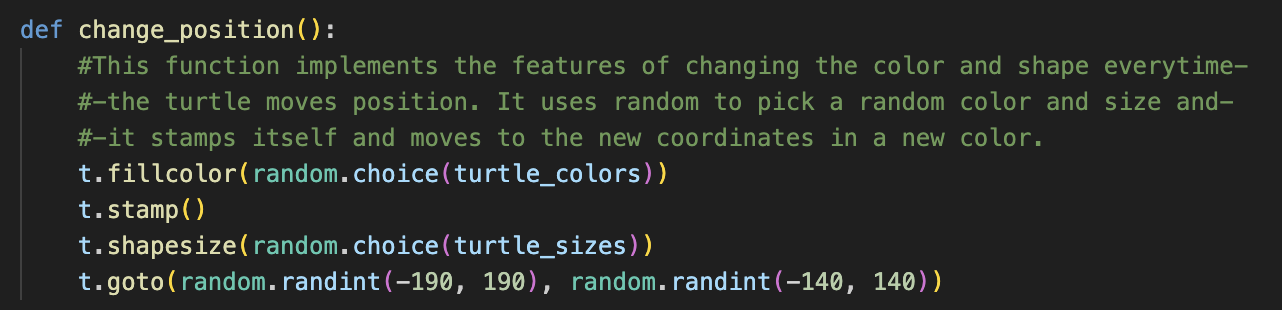 def change_position():
    #This function implements the features of changing the color and shape everytime-
    #-the turtle moves position. It uses random to pick a random color and size and-
    #-it stamps itself and moves to the new coordinates in a new color.
    t.fillcolor(random.choice(turtle_colors))
    t.stamp()
    t.shapesize(random.choice(turtle_sizes))
    t.goto(random.randint(-190, 190), random.randint(-140, 140))